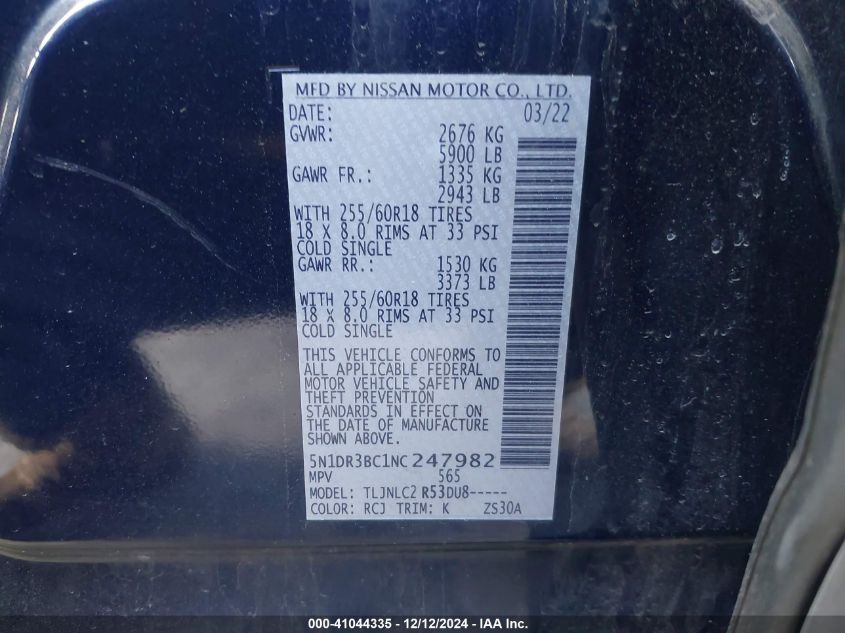 MFD BY NISSAN MOTOR CO., LTD.
DATE: 03/22
GVWR: 2676 KG
5900 LB
GAWR FR.: 1335 KG
2943 LB
WITH 255/60R18 TIRES
18 X 8.0 RIMS AT 33 PSI
COLD SINGLE
GAWR RR.: 1530 KG
3373 LB
WITH 255/60R18 TIRES
18 X 8.0 RIMS AT 33 PSI
COLD SINGLE
THIS VEHICLE CONFORMS TO
ALL APPLICABLE FEDERAL
MOTOR VEHICLE SAFETY AND
THEFT PREVENTION
STANDARDS IN EFFECT ON
THE DATE OF MANUFACTURE
SHOWN ABOVE.
5N1DR3BC1NC247982
MPV 565
MODEL: TLJNLC2 R53DU8-----
COLOR: RCJ TRIM: K ZS30A
000-41044335 - 12/12/2024 - IAA Inc.